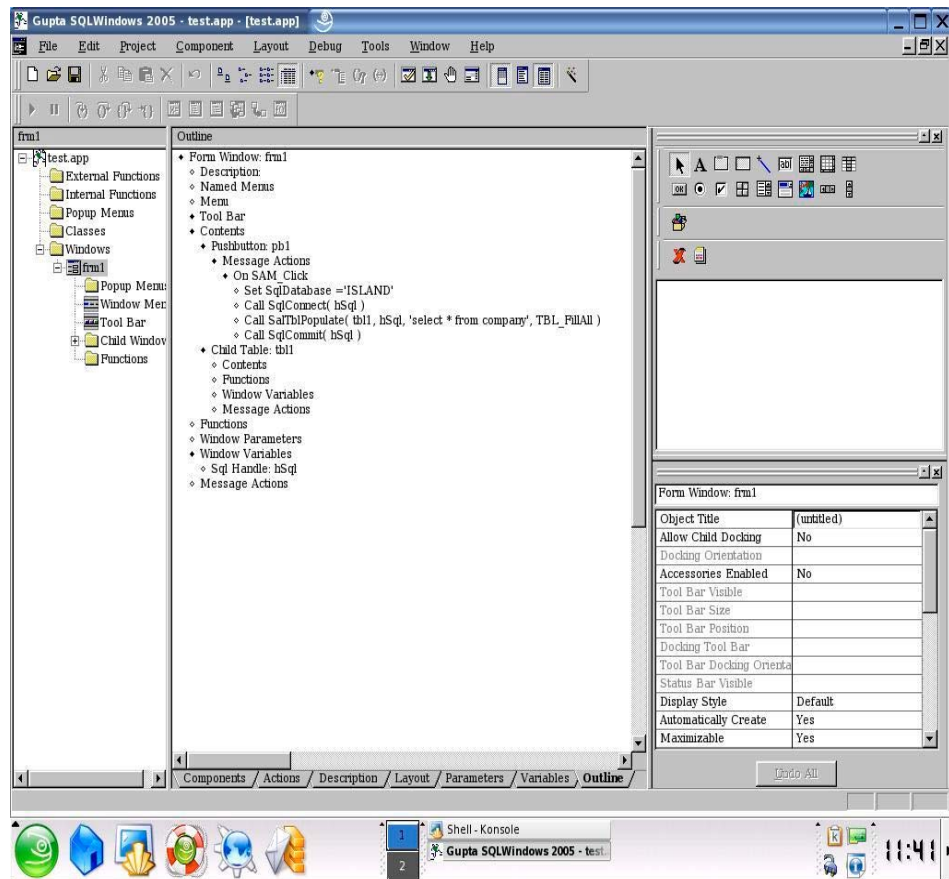 Gupta SQLWindows 2005 - test.app - [test.app]
File Edit Project Component Layout Debug Tools Window Help
frm1
test.app
External Functions
Internal Functions
Popup Menus
Classes
Windows
frm1
Popup Menus
Window Men
Tool Bar
Child Window
Functions
Outline
Form Window: frm1
Description:
Named Menus
Menu
Tool Bar
Contents
Pushbutton: pb1
Message Actions
On SAM_Click
Set SqlDatabase ='ISLAND'
Call SqlConnect( hSql )
Call SalTblPopulate( tbl1, hSql, 'select * from company', TBL_FillAll )
Call SqlCommit( hSql )
Child Table: tbl1
Contents
Functions
Window Variables
Message Actions
Functions
Window Parameters
Window Variables
Sql Handle: hSql
Message Actions
Components / Actions / Description / Layout / Parameters / Variables \ Outline /
A
OK
Form Window: frm1
Object Title (untitled)
Allow Child Docking No
Docking Orientation
Accessories Enabled No
Tool Bar Visible
Tool Bar Size
Tool Bar Position
Docking Tool Bar
Tool Bar Docking Orienta
Status Bar Visible
Display Style Default
Automatically Create Yes
Maximizable Yes
Undo All
1
2
Shell - Konsole
Gupta SQLWindows 2005 - test.
11:41